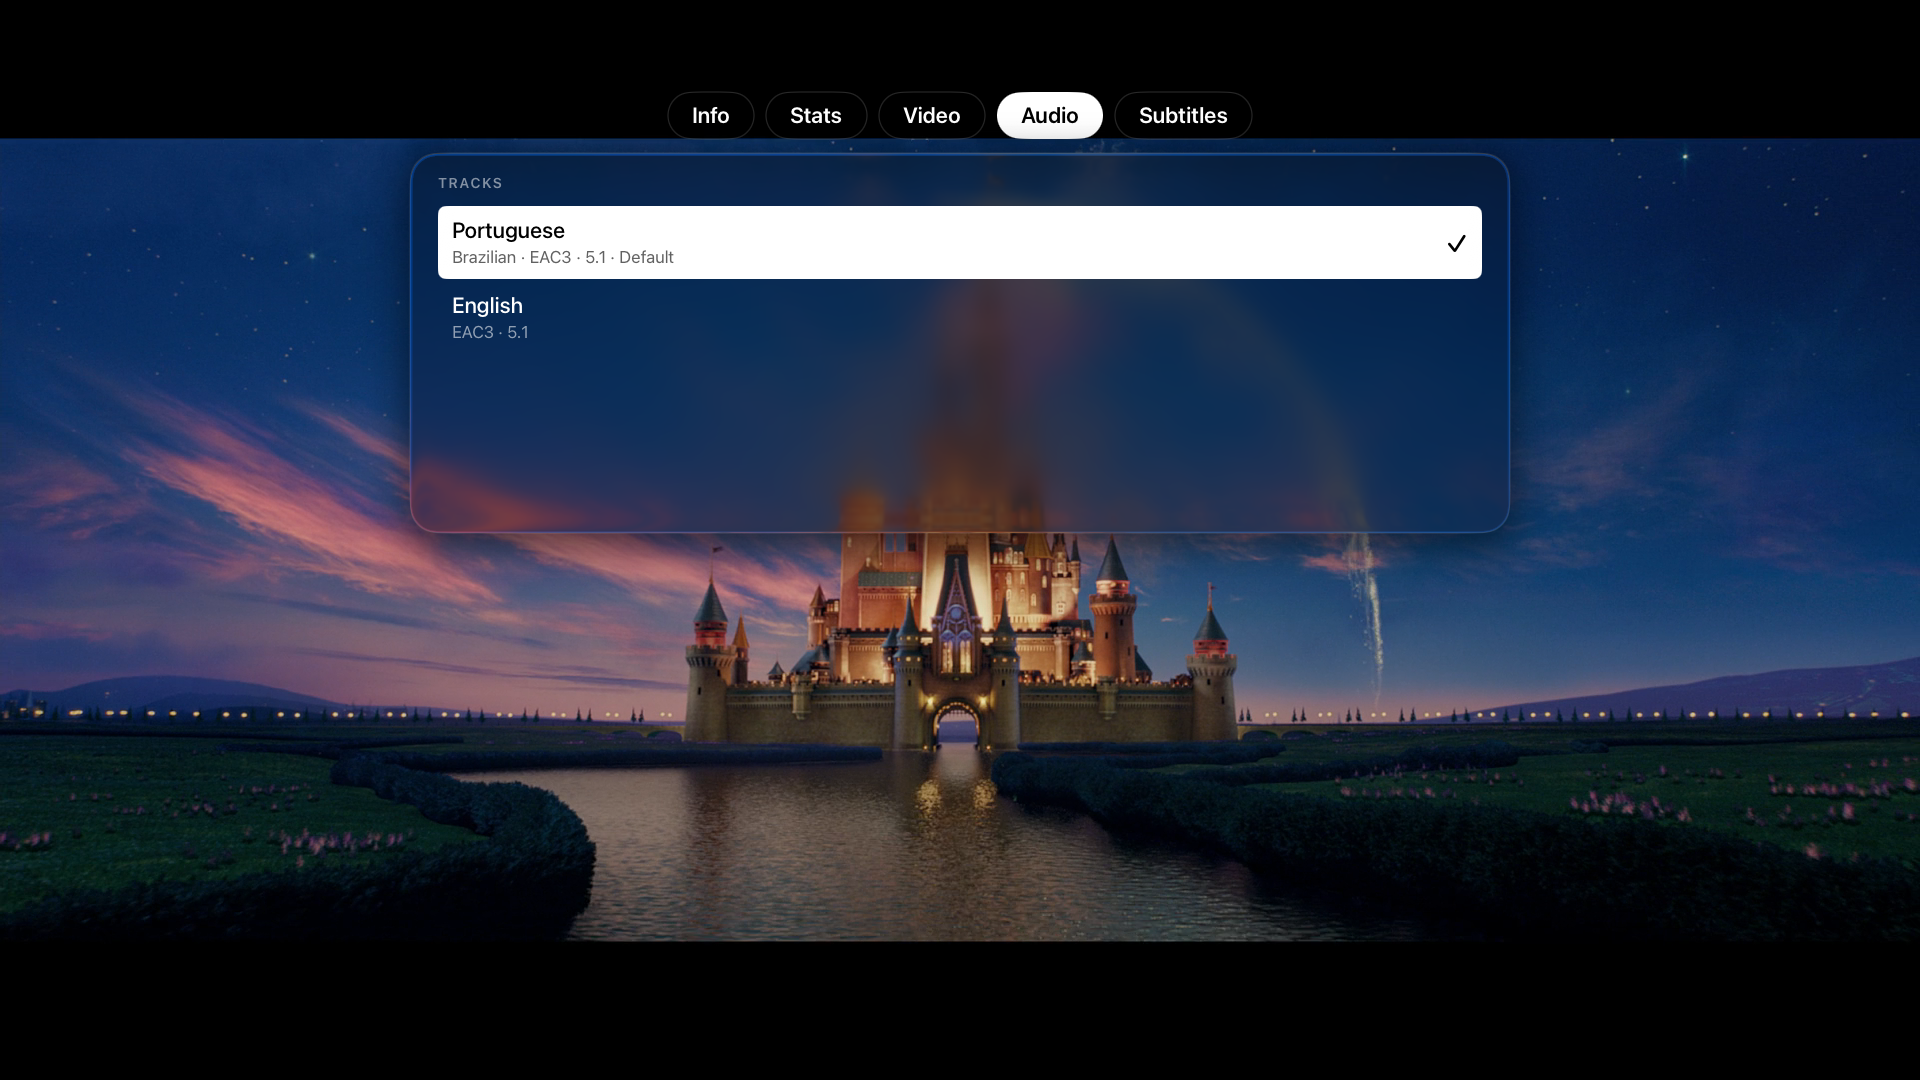 Info
Stats
Video
Audio
Subtitles
TRACKS
Portuguese
Brazilian · EAC3 · 5.1 · Default
English
EAC3 · 5.1